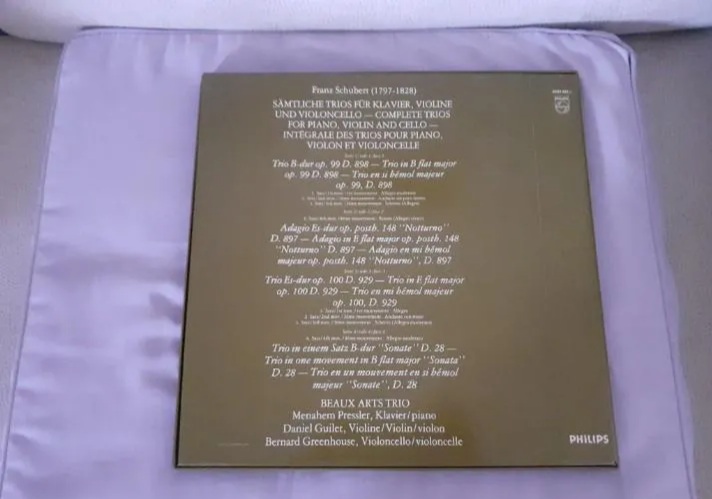 Franz Schubert (1797-1828)
SÄMTLICHE TRIOS FÜR KLAVIER, VIOLINE
UND VIOLONCELLO — COMPLETE TRIOS
FOR PIANO, VIOLIN AND CELLO —
INTÉGRALE DES TRIOS POUR PIANO,
VIOLON ET VIOLONCELLE
Trio B-dur op. 99 D. 898 — Trio in B flat major
op. 99 D. 898 — Trio en si bémol majeur
op. 99, D. 898
Adagio Es-dur op. posth. 148 "Notturno"
D. 897 — Adagio in E flat major op. posth. 148
"Notturno" D. 897 — Adagio en mi bémol
majeur op. posth. 148 "Notturno", D. 897
Trio Es-dur op. 100 D. 929 — Trio in E flat major
op. 100 D. 929 — Trio en mi bémol majeur
op. 100, D. 929
Trio in einem Satz B-dur "Sonate" D. 28 —
Trio in one movement in B flat major "Sonata"
D. 28 — Trio en un mouvement en si bémol
majeur "Sonate", D. 28
BEAUX ARTS TRIO
Menahem Pressler, Klavier/piano
Daniel Guilet, Violine/Violin/violon
Bernard Greenhouse, Violoncello/violoncelle
PHILIPS